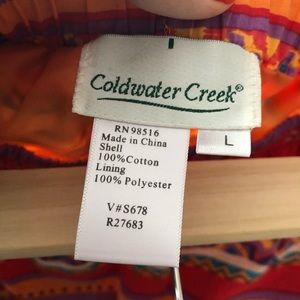 Coldwater Creek®
L
RN 98516
Made in China
Shell
100%Cotton
Lining
100% Polyester
V#S678
R27683